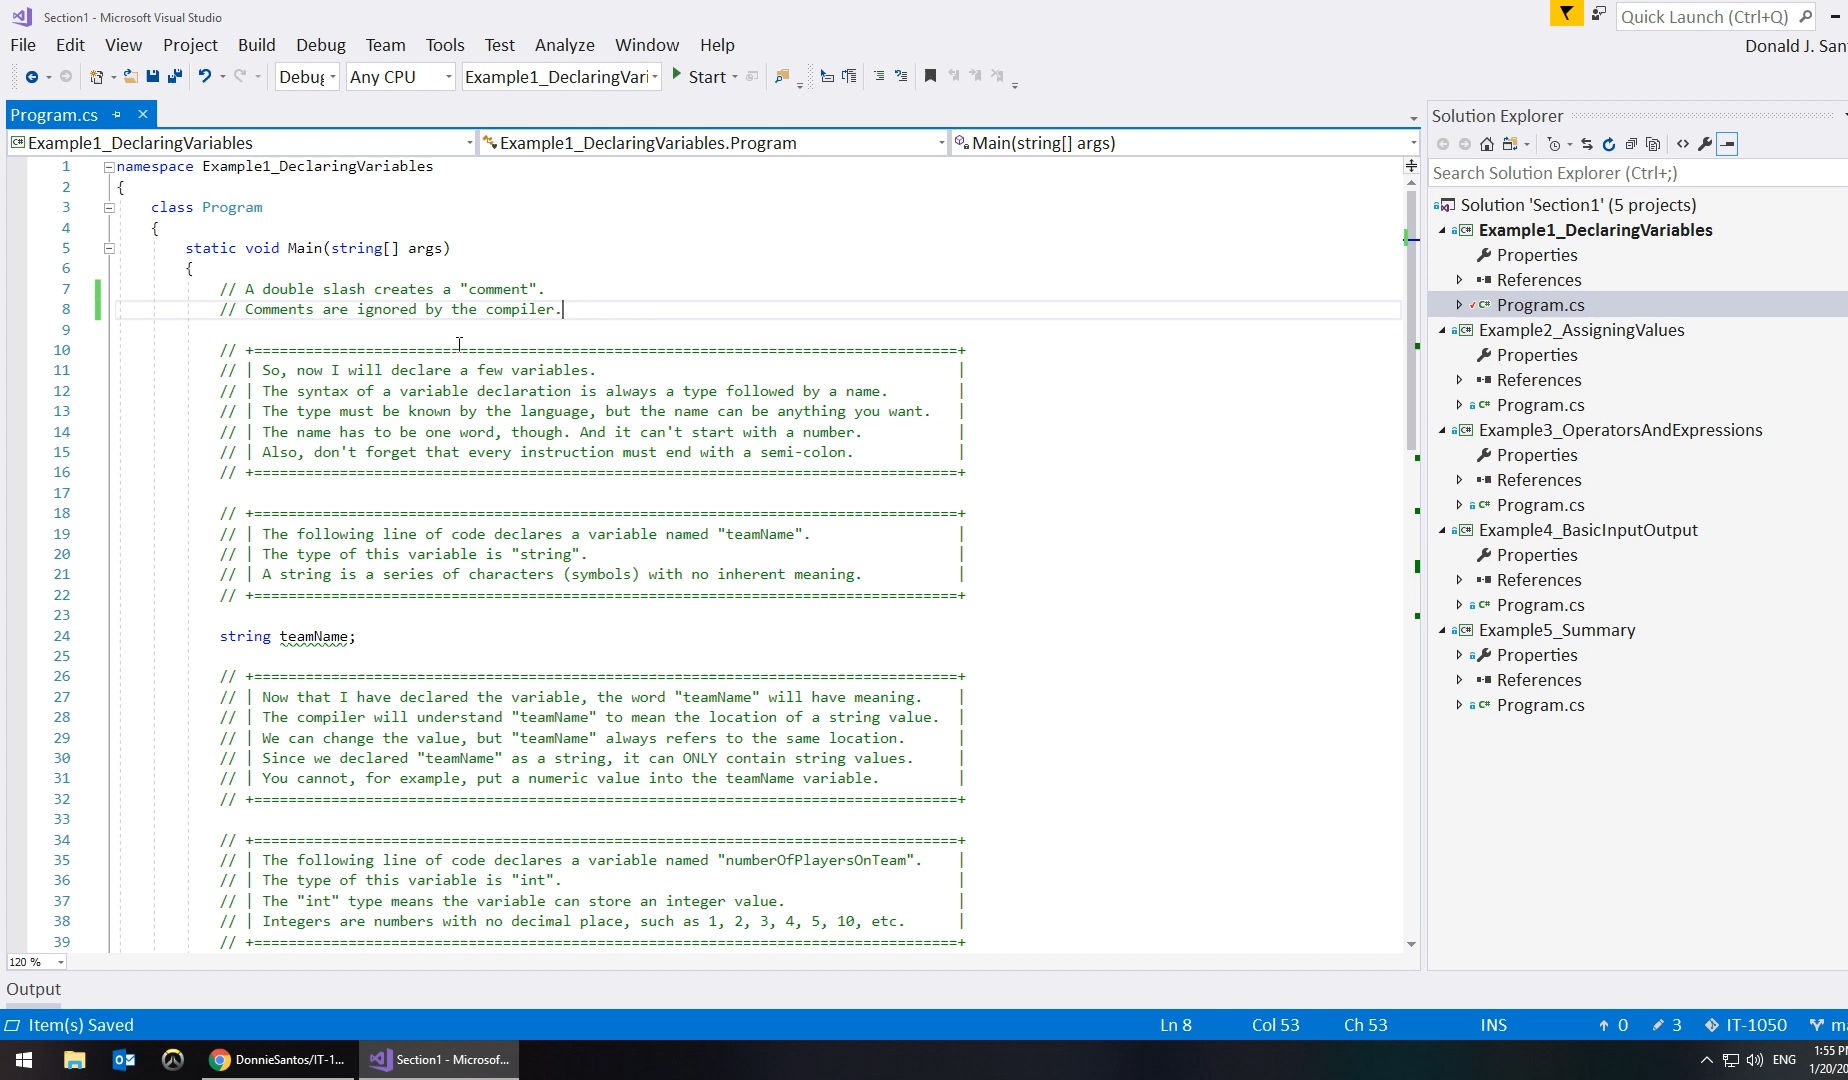 Section1 - Microsoft Visual Studio
Quick Launch (Ctrl+Q)
File Edit View Project Build Debug Team Tools Test Analyze Window Help
Donald J. San
Debug Any CPU Example1_DeclaringVari Start
Program.cs
Solution Explorer
Example1_DeclaringVariables Example1_DeclaringVariables.Program Main(string[] args)
Search Solution Explorer (Ctrl+;)
1 namespace Example1_DeclaringVariables
2 {
3 class Program
4 {
5 static void Main(string[] args)
6 {
7 // A double slash creates a "comment".
8 // Comments are ignored by the compiler.
9
10 // +===================================================================================+
11 // | So, now I will declare a few variables. |
12 // | The syntax of a variable declaration is always a type followed by a name. |
13 // | The type must be known by the language, but the name can be anything you want. |
14 // | The name has to be one word, though. And it can't start with a number. |
15 // | Also, don't forget that every instruction must end with a semi-colon. |
16 // +===================================================================================+
17
18 // +===================================================================================+
19 // | The following line of code declares a variable named "teamName". |
20 // | The type of this variable is "string". |
21 // | A string is a series of characters (symbols) with no inherent meaning. |
22 // +===================================================================================+
23
24 string teamName;
25
26 // +===================================================================================+
27 // | Now that I have declared the variable, the word "teamName" will have meaning. |
28 // | The compiler will understand "teamName" to mean the location of a string value. |
29 // | We can change the value, but "teamName" always refers to the same location. |
30 // | Since we declared "teamName" as a string, it can ONLY contain string values. |
31 // | You cannot, for example, put a numeric value into the teamName variable. |
32 // +===================================================================================+
33
34 // +===================================================================================+
35 // | The following line of code declares a variable named "numberOfPlayersOnTeam". |
36 // | The type of this variable is "int". |
37 // | The "int" type means the variable can store an integer value. |
38 // | Integers are numbers with no decimal place, such as 1, 2, 3, 4, 5, 10, etc. |
39 // +===================================================================================+
Solution 'Section1' (5 projects)
Example1_DeclaringVariables
Properties
References
Program.cs
Example2_AssigningValues
Properties
References
Program.cs
Example3_OperatorsAndExpressions
Properties
References
Program.cs
Example4_BasicInputOutput
Properties
References
Program.cs
Example5_Summary
Properties
References
Program.cs
120 %
Output
Item(s) Saved Ln 8 Col 53 Ch 53 INS 0 3 IT-1050 ma
DonnieSantos/IT-1... Section1 - Microsof... ENG
1:55 P
1/20/20